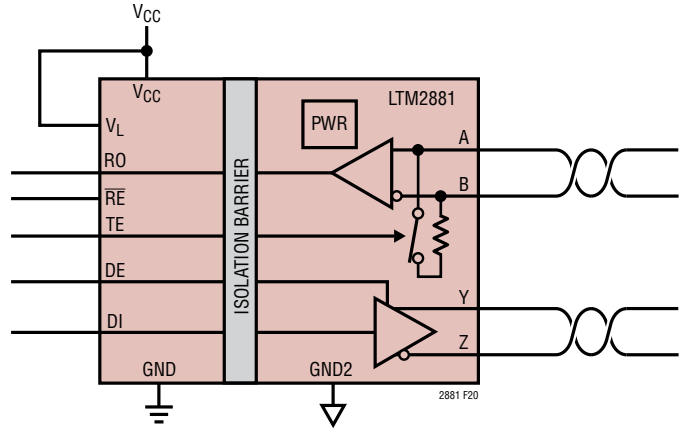 VCC
VCC
LTM2881
PWR
VL
A
RO
B
RE
TE
ISOLATION BARRIER
DE
Y
DI
Z
GND
GND2
2881 F20